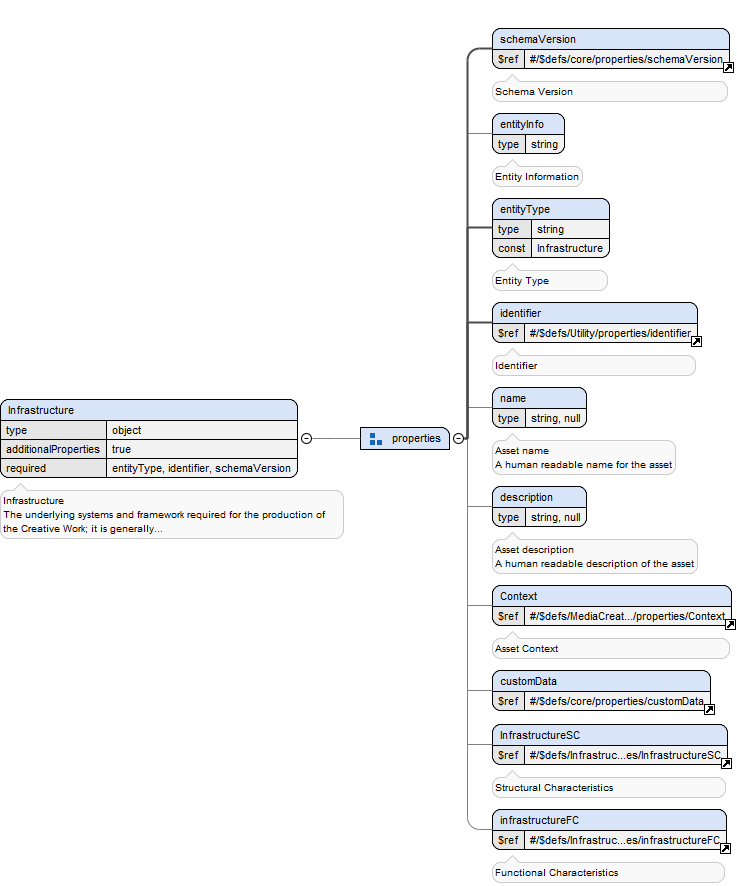 Infrastructure
type object
additionalProperties true
required entityType, identifier, schemaVersion
Infrastructure
The underlying systems and framework required for the production of
the Creative Work; it is generally...
properties
schemaVersion
$ref #/$defs/core/properties/schemaVersion
Schema Version
entityInfo
type string
Entity Information
entityType
type string
const Infrastructure
Entity Type
identifier
$ref #/$defs/Utility/properties/identifier
Identifier
name
type string, null
Asset name
A human readable name for the asset
description
type string, null
Asset description
A human readable description of the asset
Context
$ref #/$defs/MediaCreat.../properties/Context
Asset Context
customData
$ref #/$defs/core/properties/customData
InfrastructureSC
$ref #/$defs/Infrastruc...es/InfrastructureSC
Structural Characteristics
infrastructureFC
$ref #/$defs/Infrastruc...es/infrastructureFC
Functional Characteristics